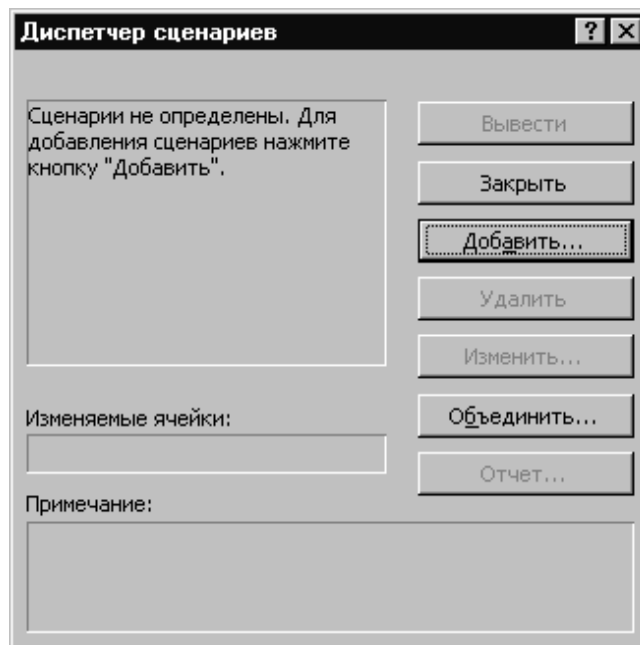 Диспетчер сценариев
Сценарии не определены. Для
добавления сценариев нажмите
кнопку "Добавить".
Вывести
Закрыть
Добавить...
Удалить
Изменить...
Объединить...
Отчет...
Изменяемые ячейки:
Примечание: